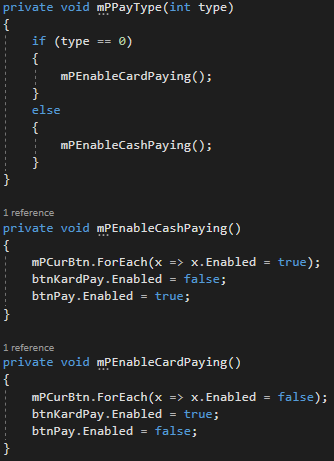 private void mPPayType(int type)
{
    if (type == 0)
    {
        mPEnableCardPaying();
    }
    else
    {
        mPEnableCashPaying();
    }
}
1 reference
private void mPEnableCashPaying()
{
    mPCurBtn.ForEach(x => x.Enabled = true);
    btnKardPay.Enabled = false;
    btnPay.Enabled = true;
}
1 reference
private void mPEnableCardPaying()
{
    mPCurBtn.ForEach(x => x.Enabled = false);
    btnKardPay.Enabled = true;
    btnPay.Enabled = false;
}